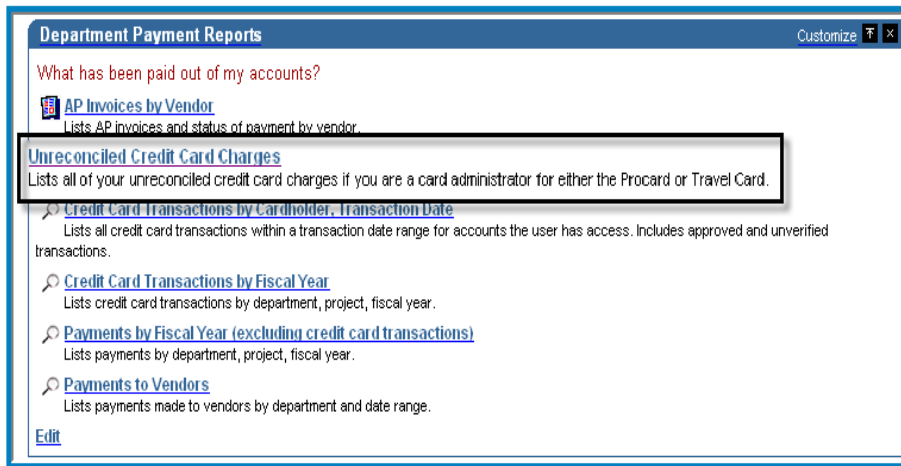 Department Payment Reports
Customize
What has been paid out of my accounts?
AP Invoices by Vendor
Lists AP invoices and status of payment by vendor.
Unreconciled Credit Card Charges
Lists all of your unreconciled credit card charges if you are a card administrator for either the Procard or Travel Card.
Credit Card Transactions by Cardholder, Transaction Date
Lists all credit card transactions within a transaction date range for accounts the user has access. Includes approved and unverified
transactions.
Credit Card Transactions by Fiscal Year
Lists credit card transactions by department, project, fiscal year.
Payments by Fiscal Year (excluding credit card transactions)
Lists payments by department, project, fiscal year.
Payments to Vendors
Lists payments made to vendors by department and date range.
Edit